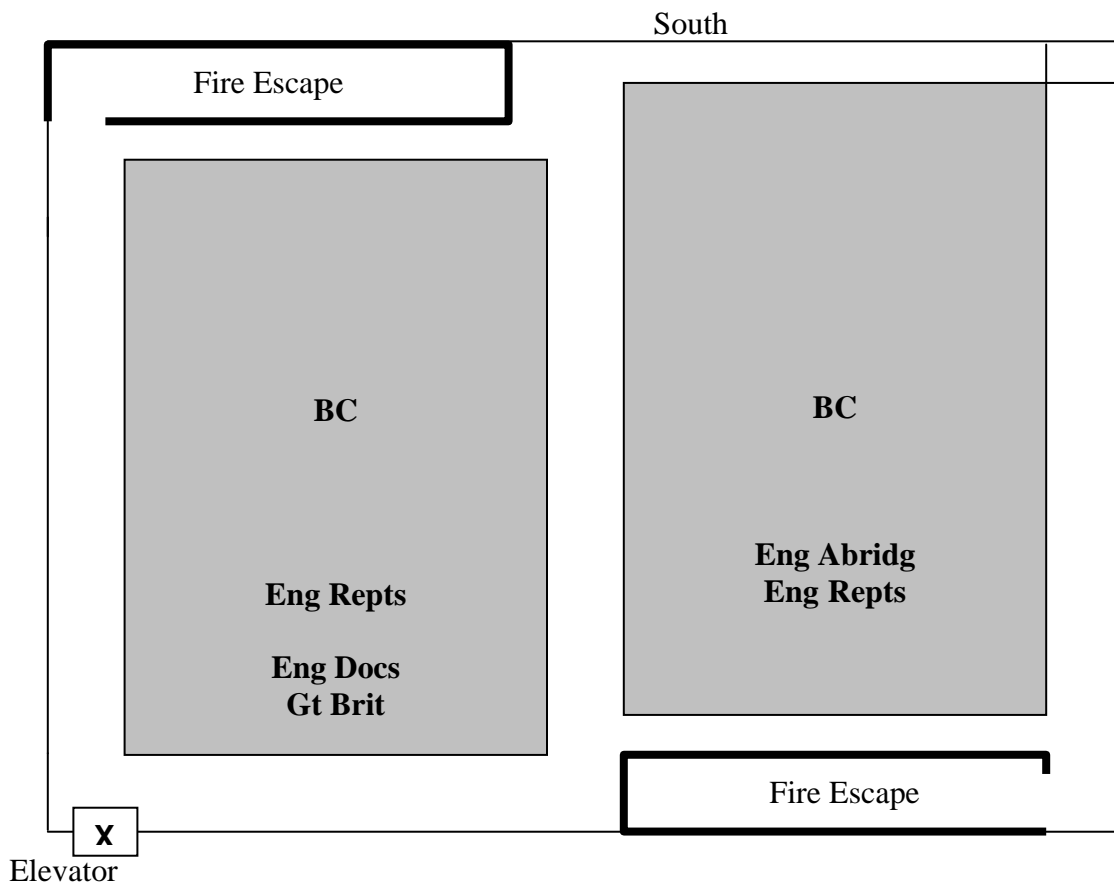 South
Fire Escape
BC
Eng Repts
Eng Docs
Gt Brit
BC
Eng Abridg
Eng Repts
Fire Escape
X
Elevator